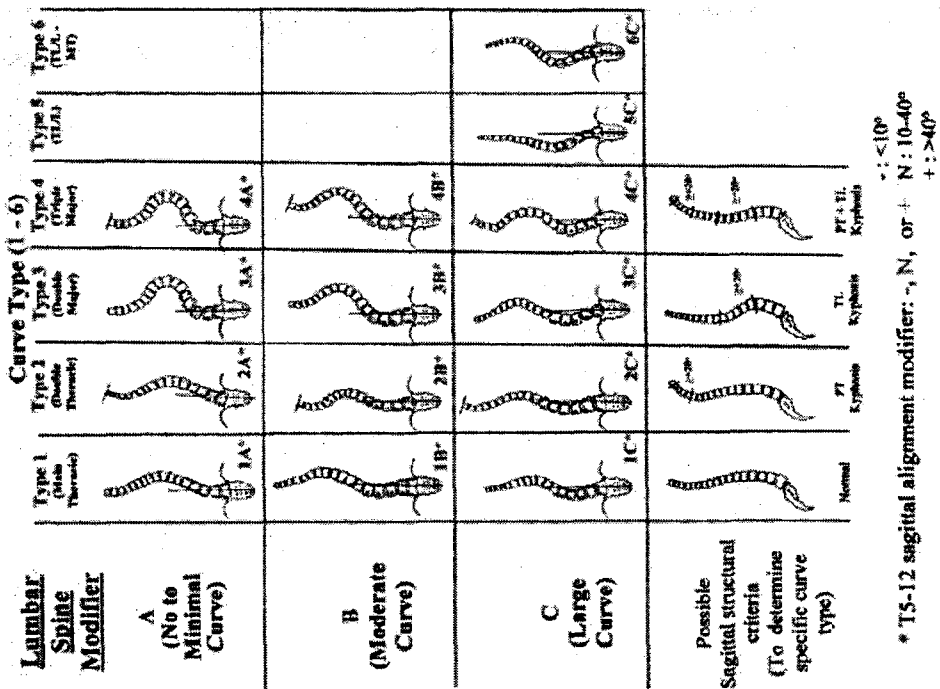 Curve Type (1 - 6)
Lumbar
Spine
Modifier
Type 1
(Main
Thoracic)
Type 2
(Double
Thoracic)
Type 3
(Double
Major)
Type 4
(Triple
Major)
Type 5
(TL/L)
Type 6
(TL/L -
MT)
A
(No to
Minimal
Curve)
1A*
2A*
3A*
4A*
B
(Moderate
Curve)
1B*
2B*
3B*
4B*
C
(Large
Curve)
1C*
2C*
3C*
4C*
5C*
6C*
Possible
Sagittal structural
criteria
(To determine
specific curve
type)
Normal
PT
Kyphosis
TL
Kyphosis
PT + TL
Kyphosis
* T5-12 sagittal alignment modifier: -, N, or +
- : <10°
N : 10-40°
+ : >40°